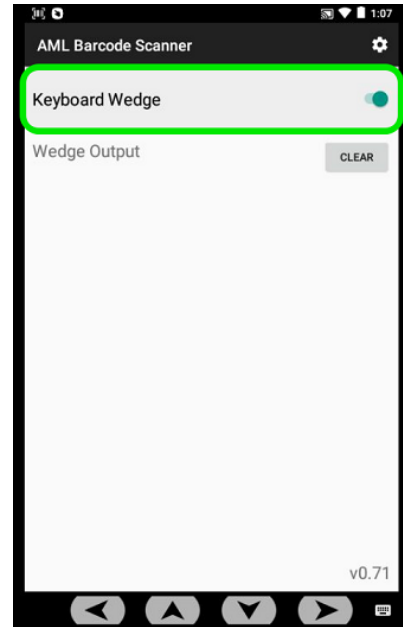 1:07
AML Barcode Scanner
Keyboard Wedge
Wedge Output
CLEAR
v0.71